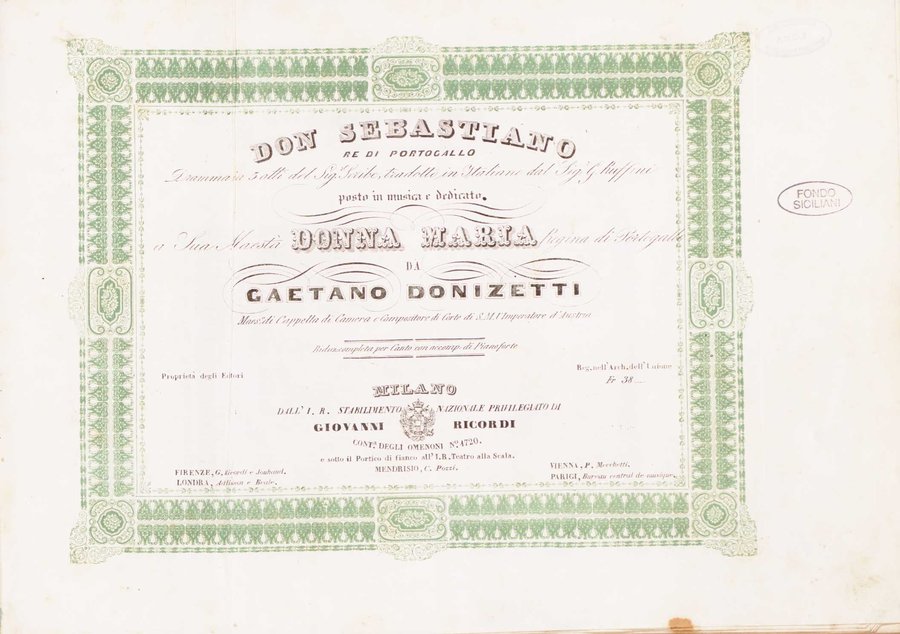 DON SEBASTIANO
RE DI PORTOGALLO
Dramma in 5 atti del Sig.r Scribe, tradotto in Italiano dal Sig.r G. Ruffini
posto in musica e dedicato.
a Sua Maestà DONNA MARIA Regina di Portogallo
DA
GAETANO DONIZETTI
Maes.º di Cappella di Camera e Compositore di Corte di S.M. l'Imperatore d'Austria
Riduz. completa per Canto con accomp. di Pianoforte
Proprietà degli Editori
Reg. nell'Arch. dell'Unione
Fr 38
MILANO
DALL' I. R. STABILIMENTO NAZIONALE PRIVILEGIATO DI
GIOVANNI RICORDI
CONT.a DEGLI OMENONI N.º 1720.
e sotto il Portico di fianco all' I.R. Teatro alla Scala.
MENDRISIO, C. Pozzi.
FIRENZE, G. Ricordi e Jouhaud.
LONDRA, Addison e Beale.
VIENNA, P. Mechetti.
PARIGI, Bureau central de musique.
FONDO
SICILIANI